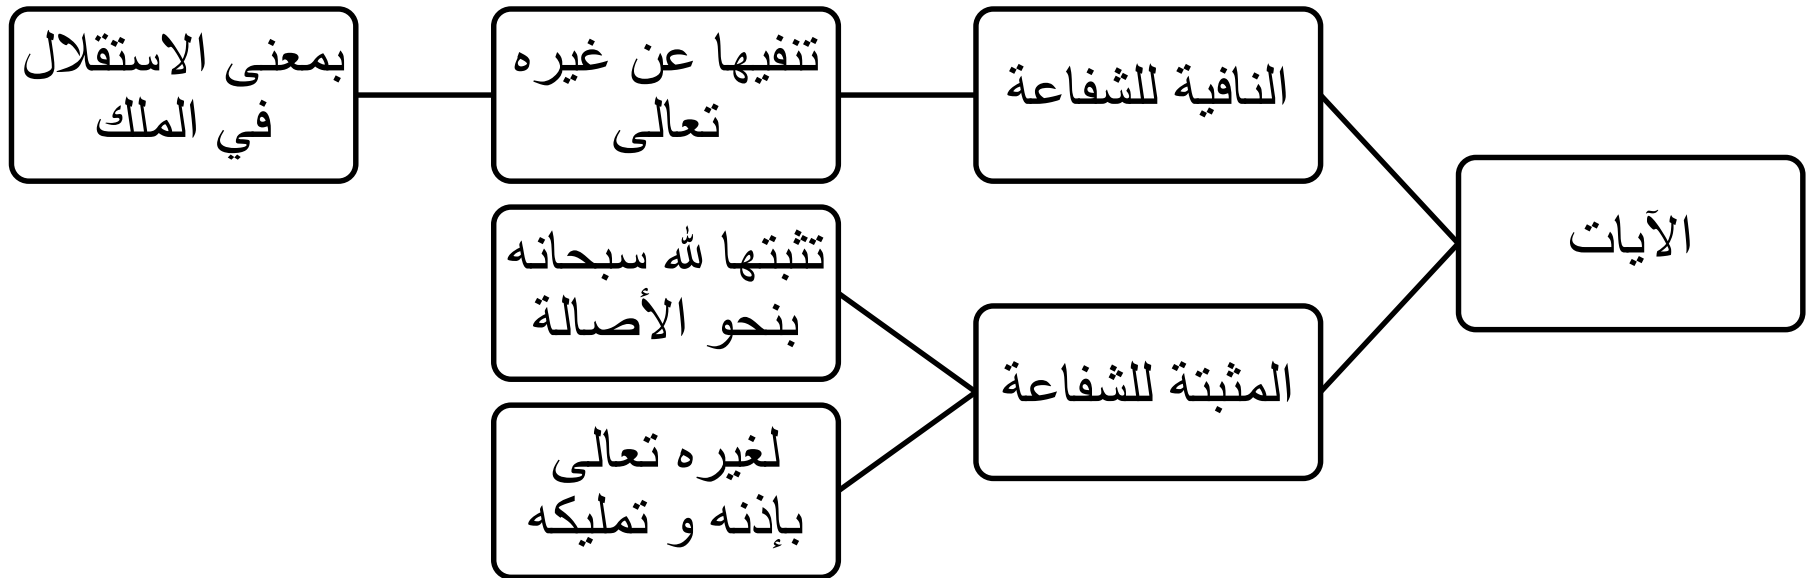 الآيات
النافية للشفاعة
تنفيها عن غيره
تعالى
بمعنى الاستقلال
في الملك
المثبتة للشفاعة
تثبتها لله سبحانه
بنحو الأصالة
لغيره تعالى
بإذنه و تمليكه